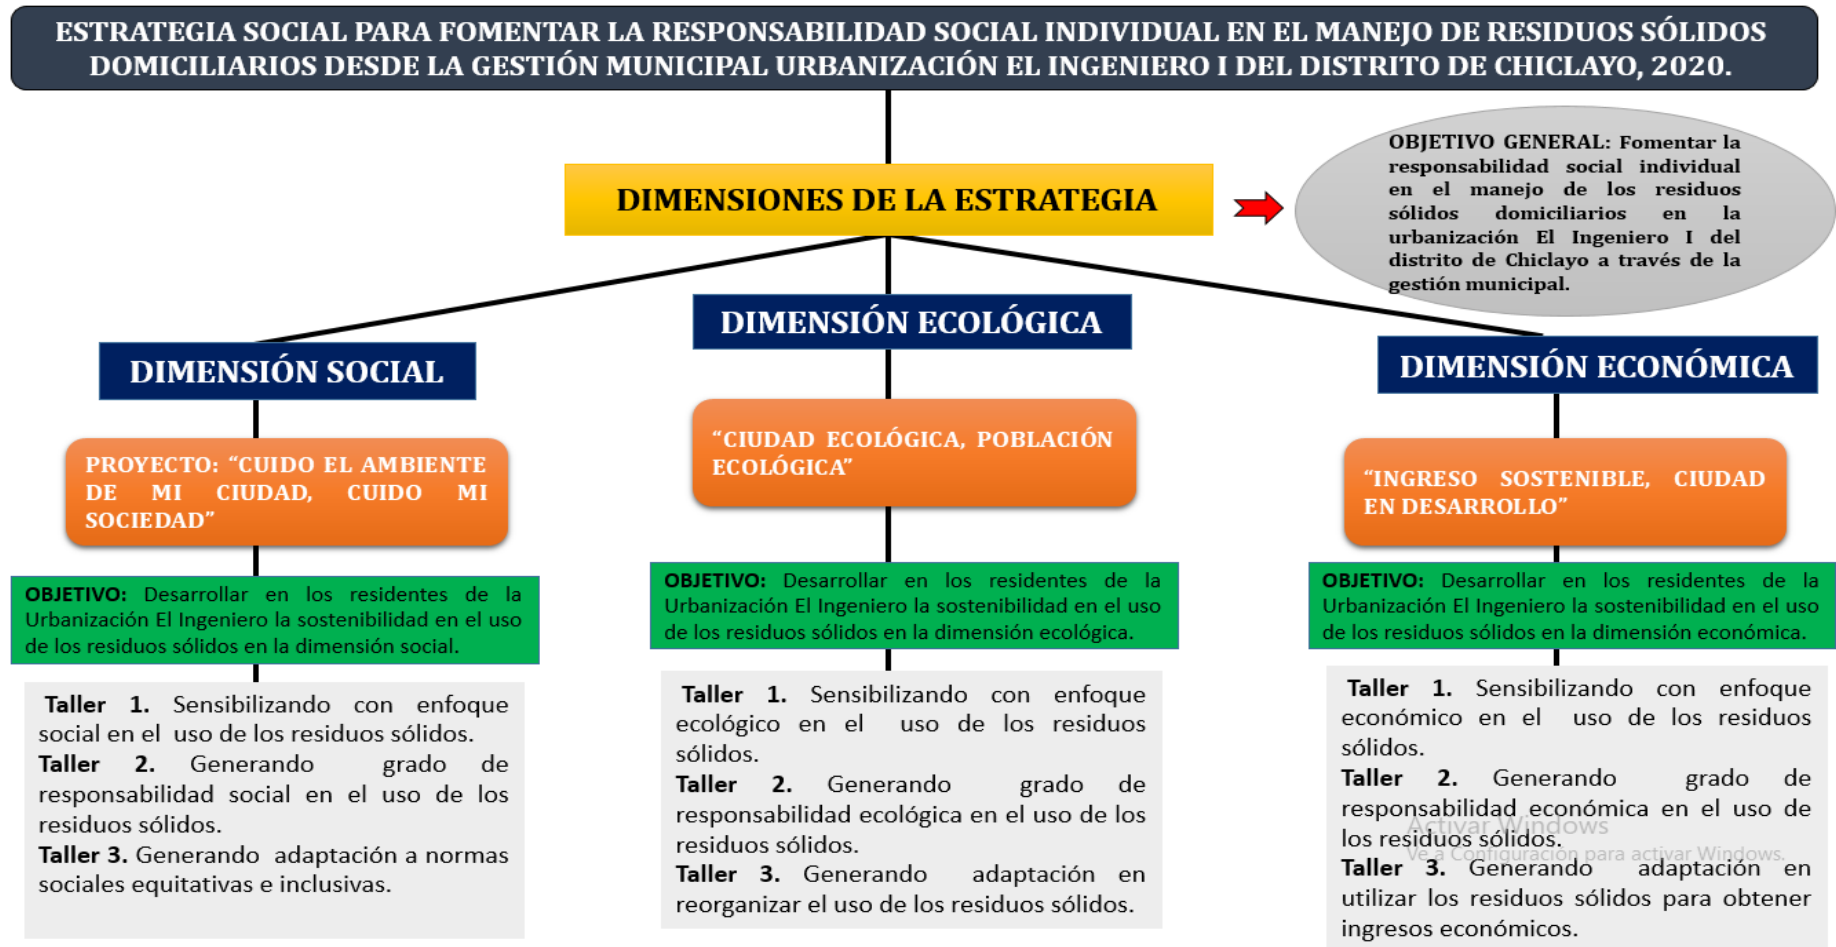 ESTRATEGIA SOCIAL PARA FOMENTAR LA RESPONSABILIDAD SOCIAL INDIVIDUAL EN EL MANEJO DE RESIDUOS SÓLIDOS
DOMICILIARIOS DESDE LA GESTIÓN MUNICIPAL URBANIZACIÓN EL INGENIERO I DEL DISTRITO DE CHICLAYO, 2020.
DIMENSIONES DE LA ESTRATEGIA
OBJETIVO GENERAL: Fomentar la
responsabilidad social individual
en el manejo de los residuos
sólidos domiciliarios en la
urbanización El Ingeniero I del
distrito de Chiclayo a través de la
gestión municipal.
DIMENSIÓN SOCIAL
PROYECTO: “CUIDO EL AMBIENTE
DE MI CIUDAD, CUIDO MI
SOCIEDAD”
OBJETIVO: Desarrollar en los residentes de la
Urbanización El Ingeniero la sostenibilidad en el uso
de los residuos sólidos en la dimensión social.
Taller 1. Sensibilizando con enfoque
social en el uso de los residuos sólidos.
Taller 2. Generando grado de
responsabilidad social en el uso de los
residuos sólidos.
Taller 3. Generando adaptación a normas
sociales equitativas e inclusivas.
DIMENSIÓN ECOLÓGICA
“CIUDAD ECOLÓGICA, POBLACIÓN
ECOLÓGICA”
OBJETIVO: Desarrollar en los residentes de la
Urbanización El Ingeniero la sostenibilidad en el uso
de los residuos sólidos en la dimensión ecológica.
Taller 1. Sensibilizando con enfoque
ecológico en el uso de los residuos
sólidos.
Taller 2. Generando grado de
responsabilidad ecológica en el uso de los
residuos sólidos.
Taller 3. Generando adaptación en
reorganizar el uso de los residuos sólidos.
DIMENSIÓN ECONÓMICA
“INGRESO SOSTENIBLE, CIUDAD
EN DESARROLLO”
OBJETIVO: Desarrollar en los residentes de la
Urbanización El Ingeniero la sostenibilidad en el uso
de los residuos sólidos en la dimensión económica.
Taller 1. Sensibilizando con enfoque
económico en el uso de los residuos
sólidos.
Taller 2. Generando grado de
responsabilidad económica en el uso de
los residuos sólidos.
Taller 3. Generando adaptación en
utilizar los residuos sólidos para obtener
ingresos económicos.
Activar Windows
Ve a Configuración para activar Windows.